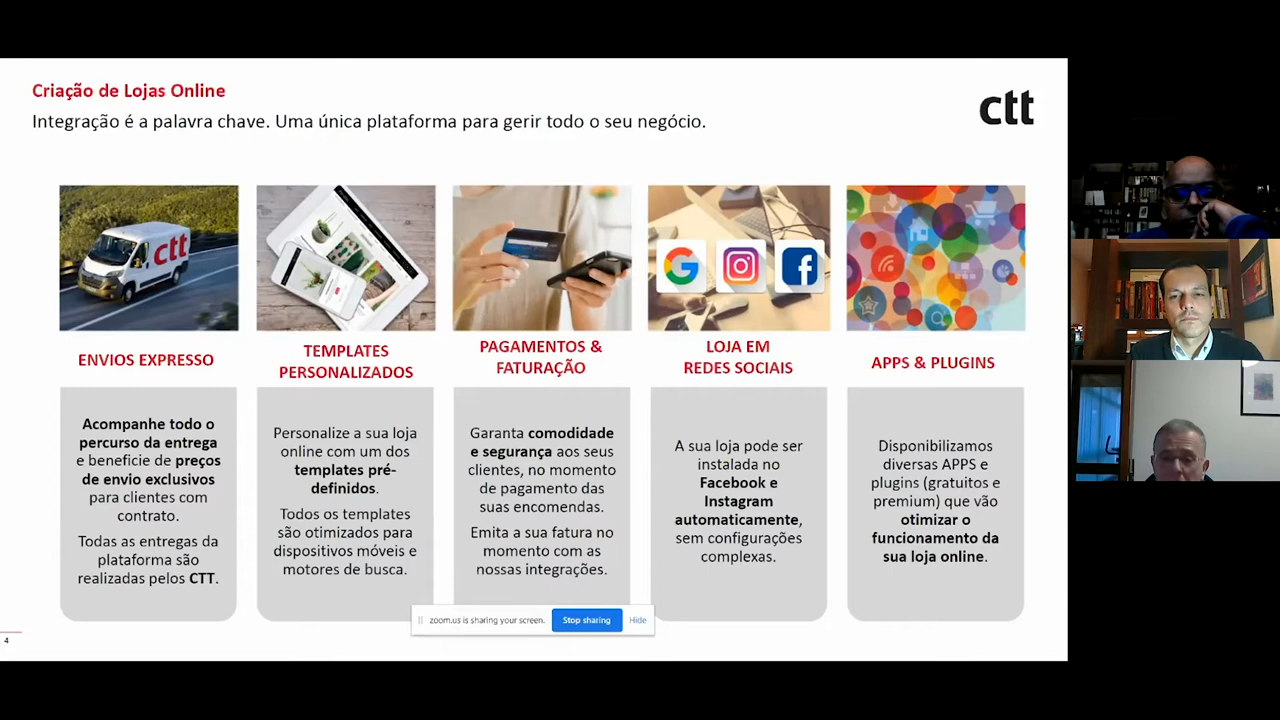 Criação de Lojas Online
Integração é a palavra chave. Uma única plataforma para gerir todo o seu negócio.
ctt
ctt
ENVIOS EXPRESSO
Acompanhe todo o
percurso da entrega
e beneficie de preços
de envio exclusivos
para clientes com
contrato.
Todas as entregas da
plataforma são
realizadas pelos CTT.
TEMPLATES
PERSONALIZADOS
Personalize a sua loja
online com um dos
templates pré-
definidos.
Todos os templates
são otimizados para
dispositivos móveis e
motores de busca.
PAGAMENTOS &
FATURAÇÃO
Garanta comodidade
e segurança aos seus
clientes, no momento
de pagamento das
suas encomendas.
Emita a sua fatura no
momento com as
nossas integrações.
LOJA EM
REDES SOCIAIS
A sua loja pode ser
instalada no
Facebook e
Instagram
automaticamente,
sem configurações
complexas.
APPS & PLUGINS
Disponibilizamos
diversas APPS e
plugins (gratuitos e
premium) que vão
otimizar o
funcionamento da
sua loja online.
zoom.us is sharing your screen. Stop sharing Hide
4